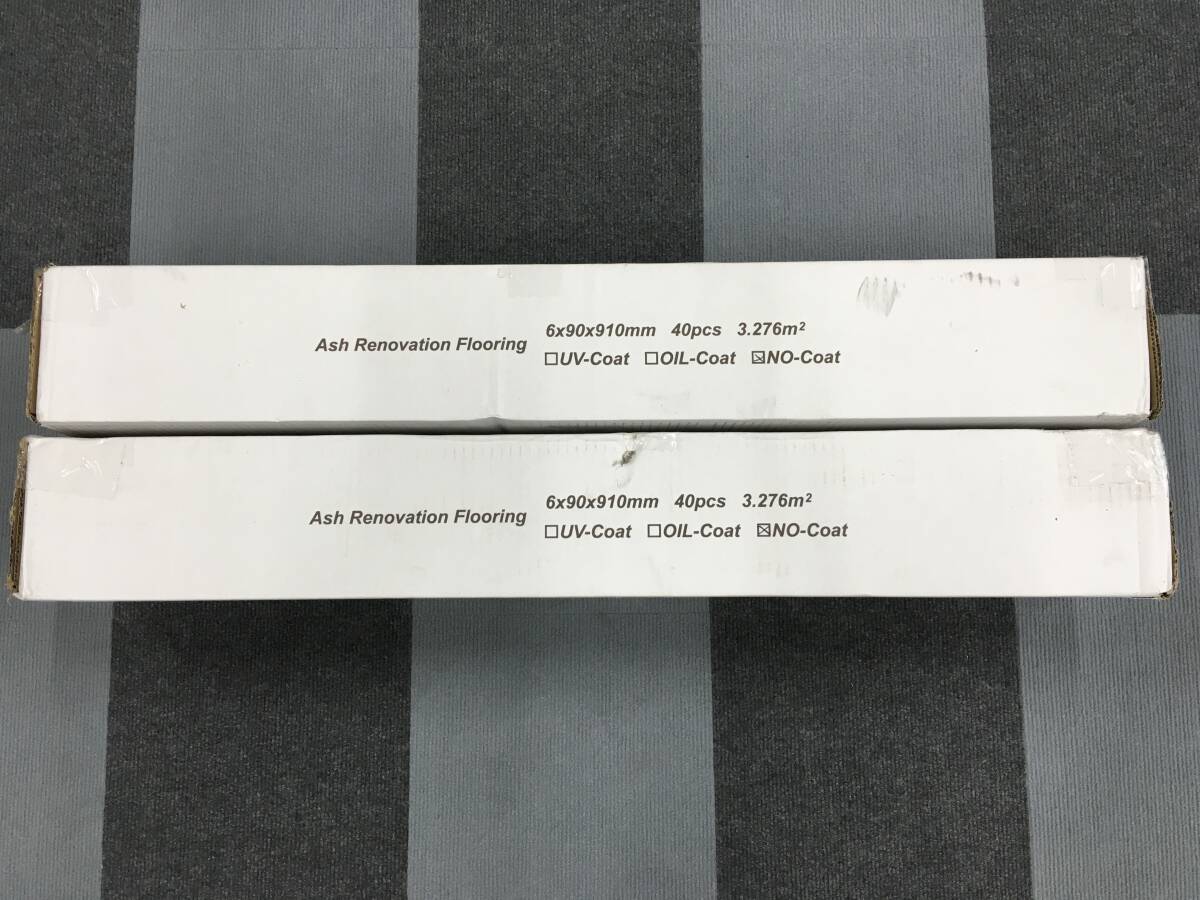 Ash Renovation Flooring
6x90x910mm 40pcs 3.276m²
☐UV-Coat ☐OIL-Coat ☒NO-Coat
Ash Renovation Flooring
6x90x910mm 40pcs 3.276m²
☐UV-Coat ☐OIL-Coat ☒NO-Coat